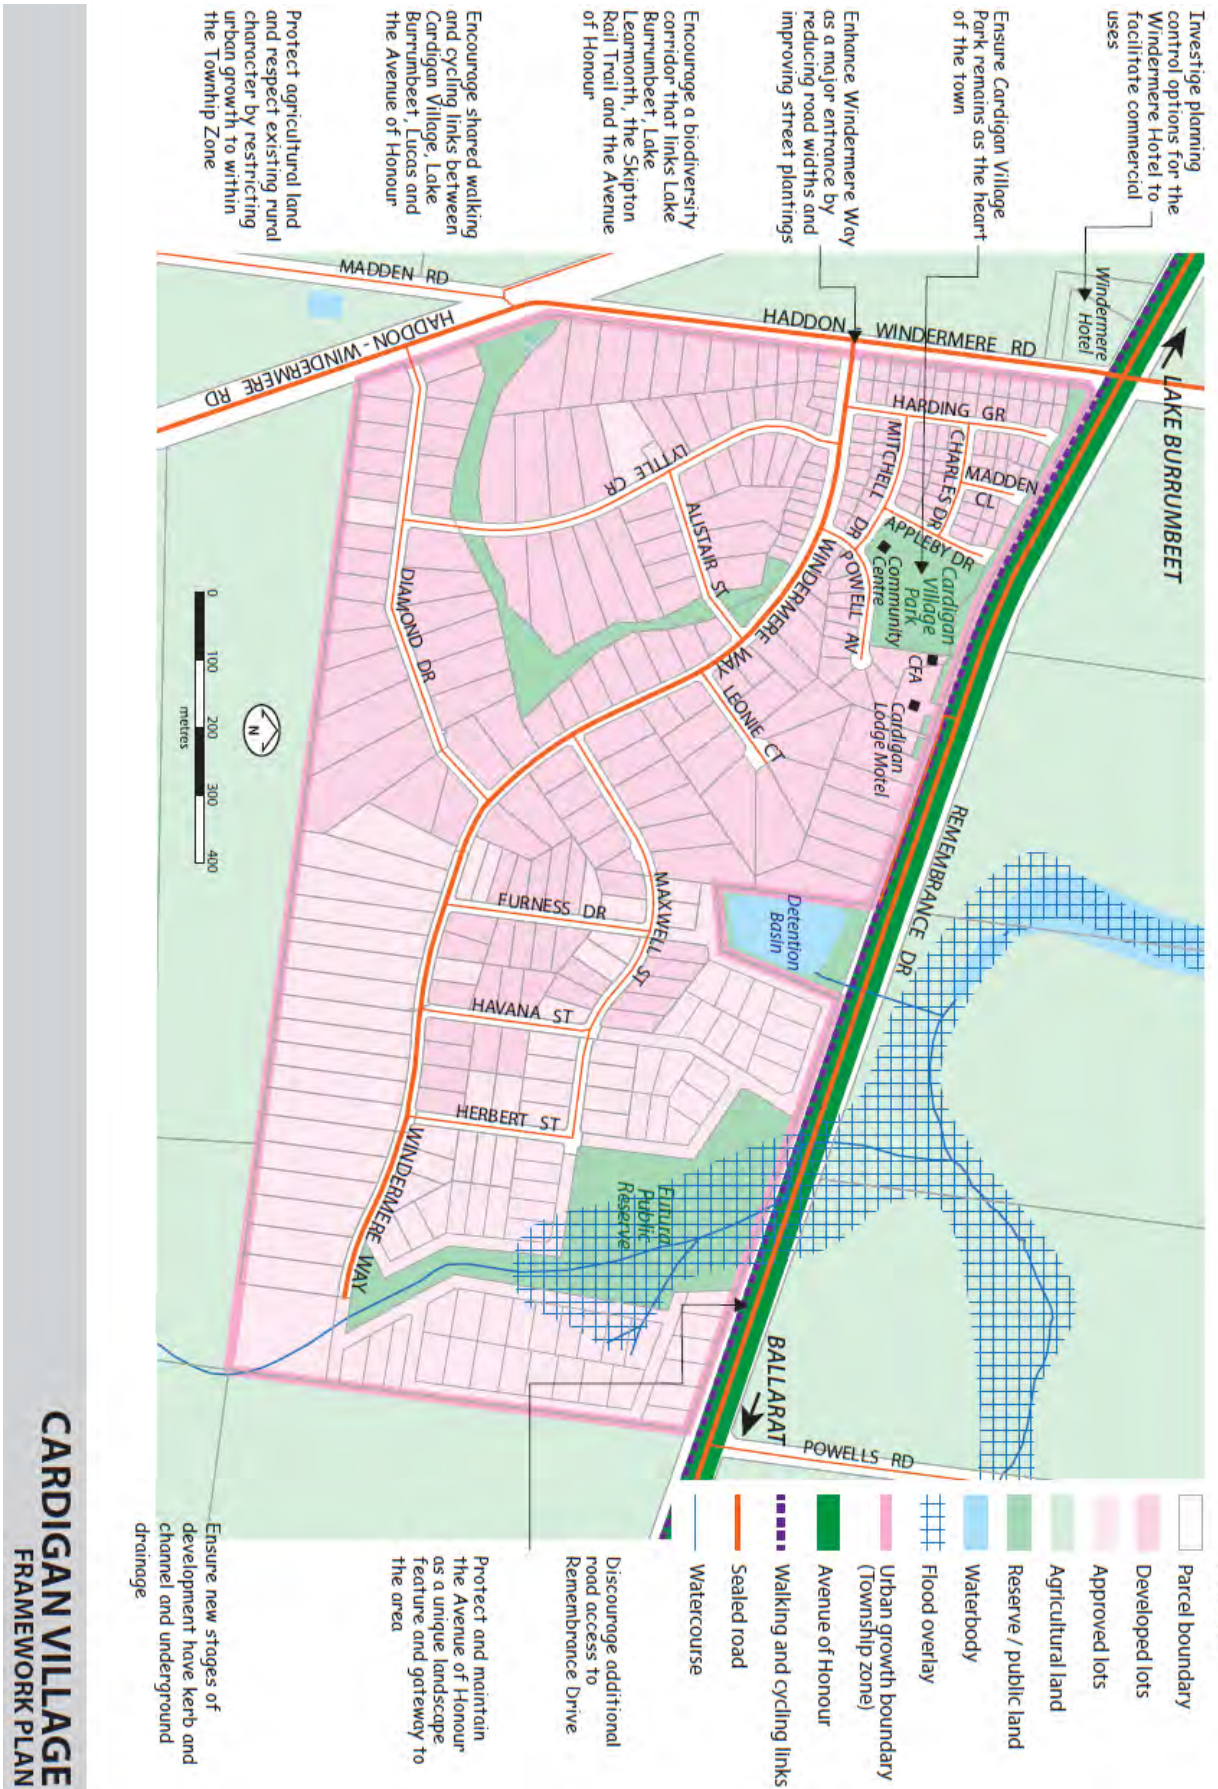 Investige planning
control options for the
Windermere Hotel to
facilitate commercial
uses
Ensure Cardigan Village
Park remains as the heart
of the town
Enhance Windermere Way
as a major entrance by
reducing road widths and
improving street plantings
Encourage a biodiversity
corridor that links Lake
Burrumbeet, Lake
Learmonth, the Skipton
Rail Trail and the Avenue
of Honour
Encourage shared walking
and cycling links between
Cardigan Village, Lake
Burrumbeet, Lucas and
the Avenue of Honour
Protect agricultural land
and respect existing rural
character by restricting
urban growth to within
the Townhip Zone
LAKE BURRUMBEET
Windermere
Hotel
HADDON - WINDERMERE RD
MADDEN RD
HADDON - WINDERMERE RD
HARDING GR
MITCHELL DR
CHARLES DR
MADDEN
CL
APPLEBY DR
POWELL AV
Cardigan
Village
Park
Community
Centre
CFA
Cardigan
Lodge Motel
LYTTLE CR
ALISTAIR ST
WINDERMERE WAY
LEONIE CT
DIAMOND DR
REMEMBRANCE DR
Detention
Basin
MAXWELL ST
FURNESS DR
HAVANA ST
HERBERT ST
WINDERMERE WAY
Futura
Public
Reserve
BALLARAT
POWELLS RD
0 100 200 300 400
metres
N
Parcel boundary
Developed lots
Approved lots
Agricultural land
Reserve / public land
Waterbody
Flood overlay
Urban growth boundary
(Township zone)
Avenue of Honour
Walking and cycling links
Sealed road
Watercourse
Discourage additional
road access to
Remembrance Drive
Protect and maintain
the Avenue of Honour
as a unique landscape
feature and gateway to
the area
Ensure new stages of
development have kerb and
channel and underground
drainage
CARDIGAN VILLAGE
FRAMEWORK PLAN